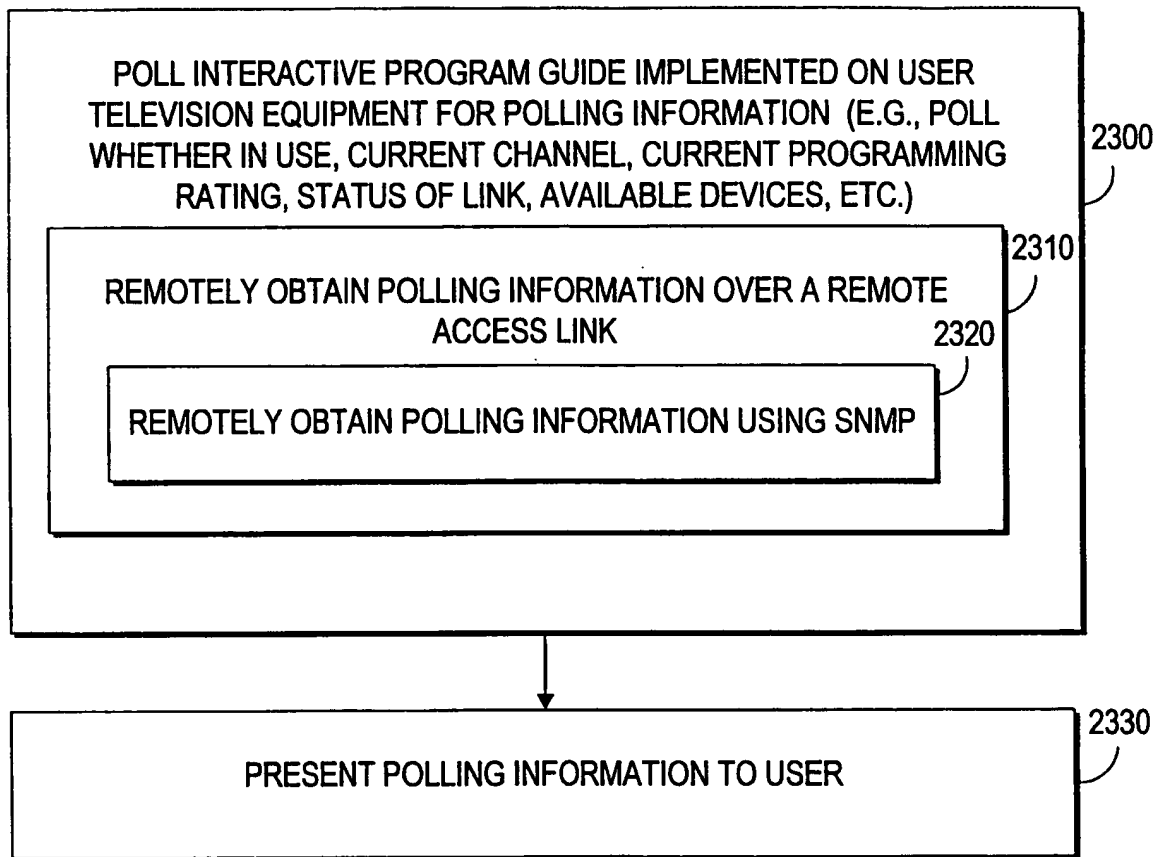 POLL INTERACTIVE PROGRAM GUIDE IMPLEMENTED ON USER
TELEVISION EQUIPMENT FOR POLLING INFORMATION (E.G., POLL
WHETHER IN USE, CURRENT CHANNEL, CURRENT PROGRAMMING
RATING, STATUS OF LINK, AVAILABLE DEVICES, ETC.)
2300
2310
REMOTELY OBTAIN POLLING INFORMATION OVER A REMOTE
ACCESS LINK
2320
REMOTELY OBTAIN POLLING INFORMATION USING SNMP
2330
PRESENT POLLING INFORMATION TO USER